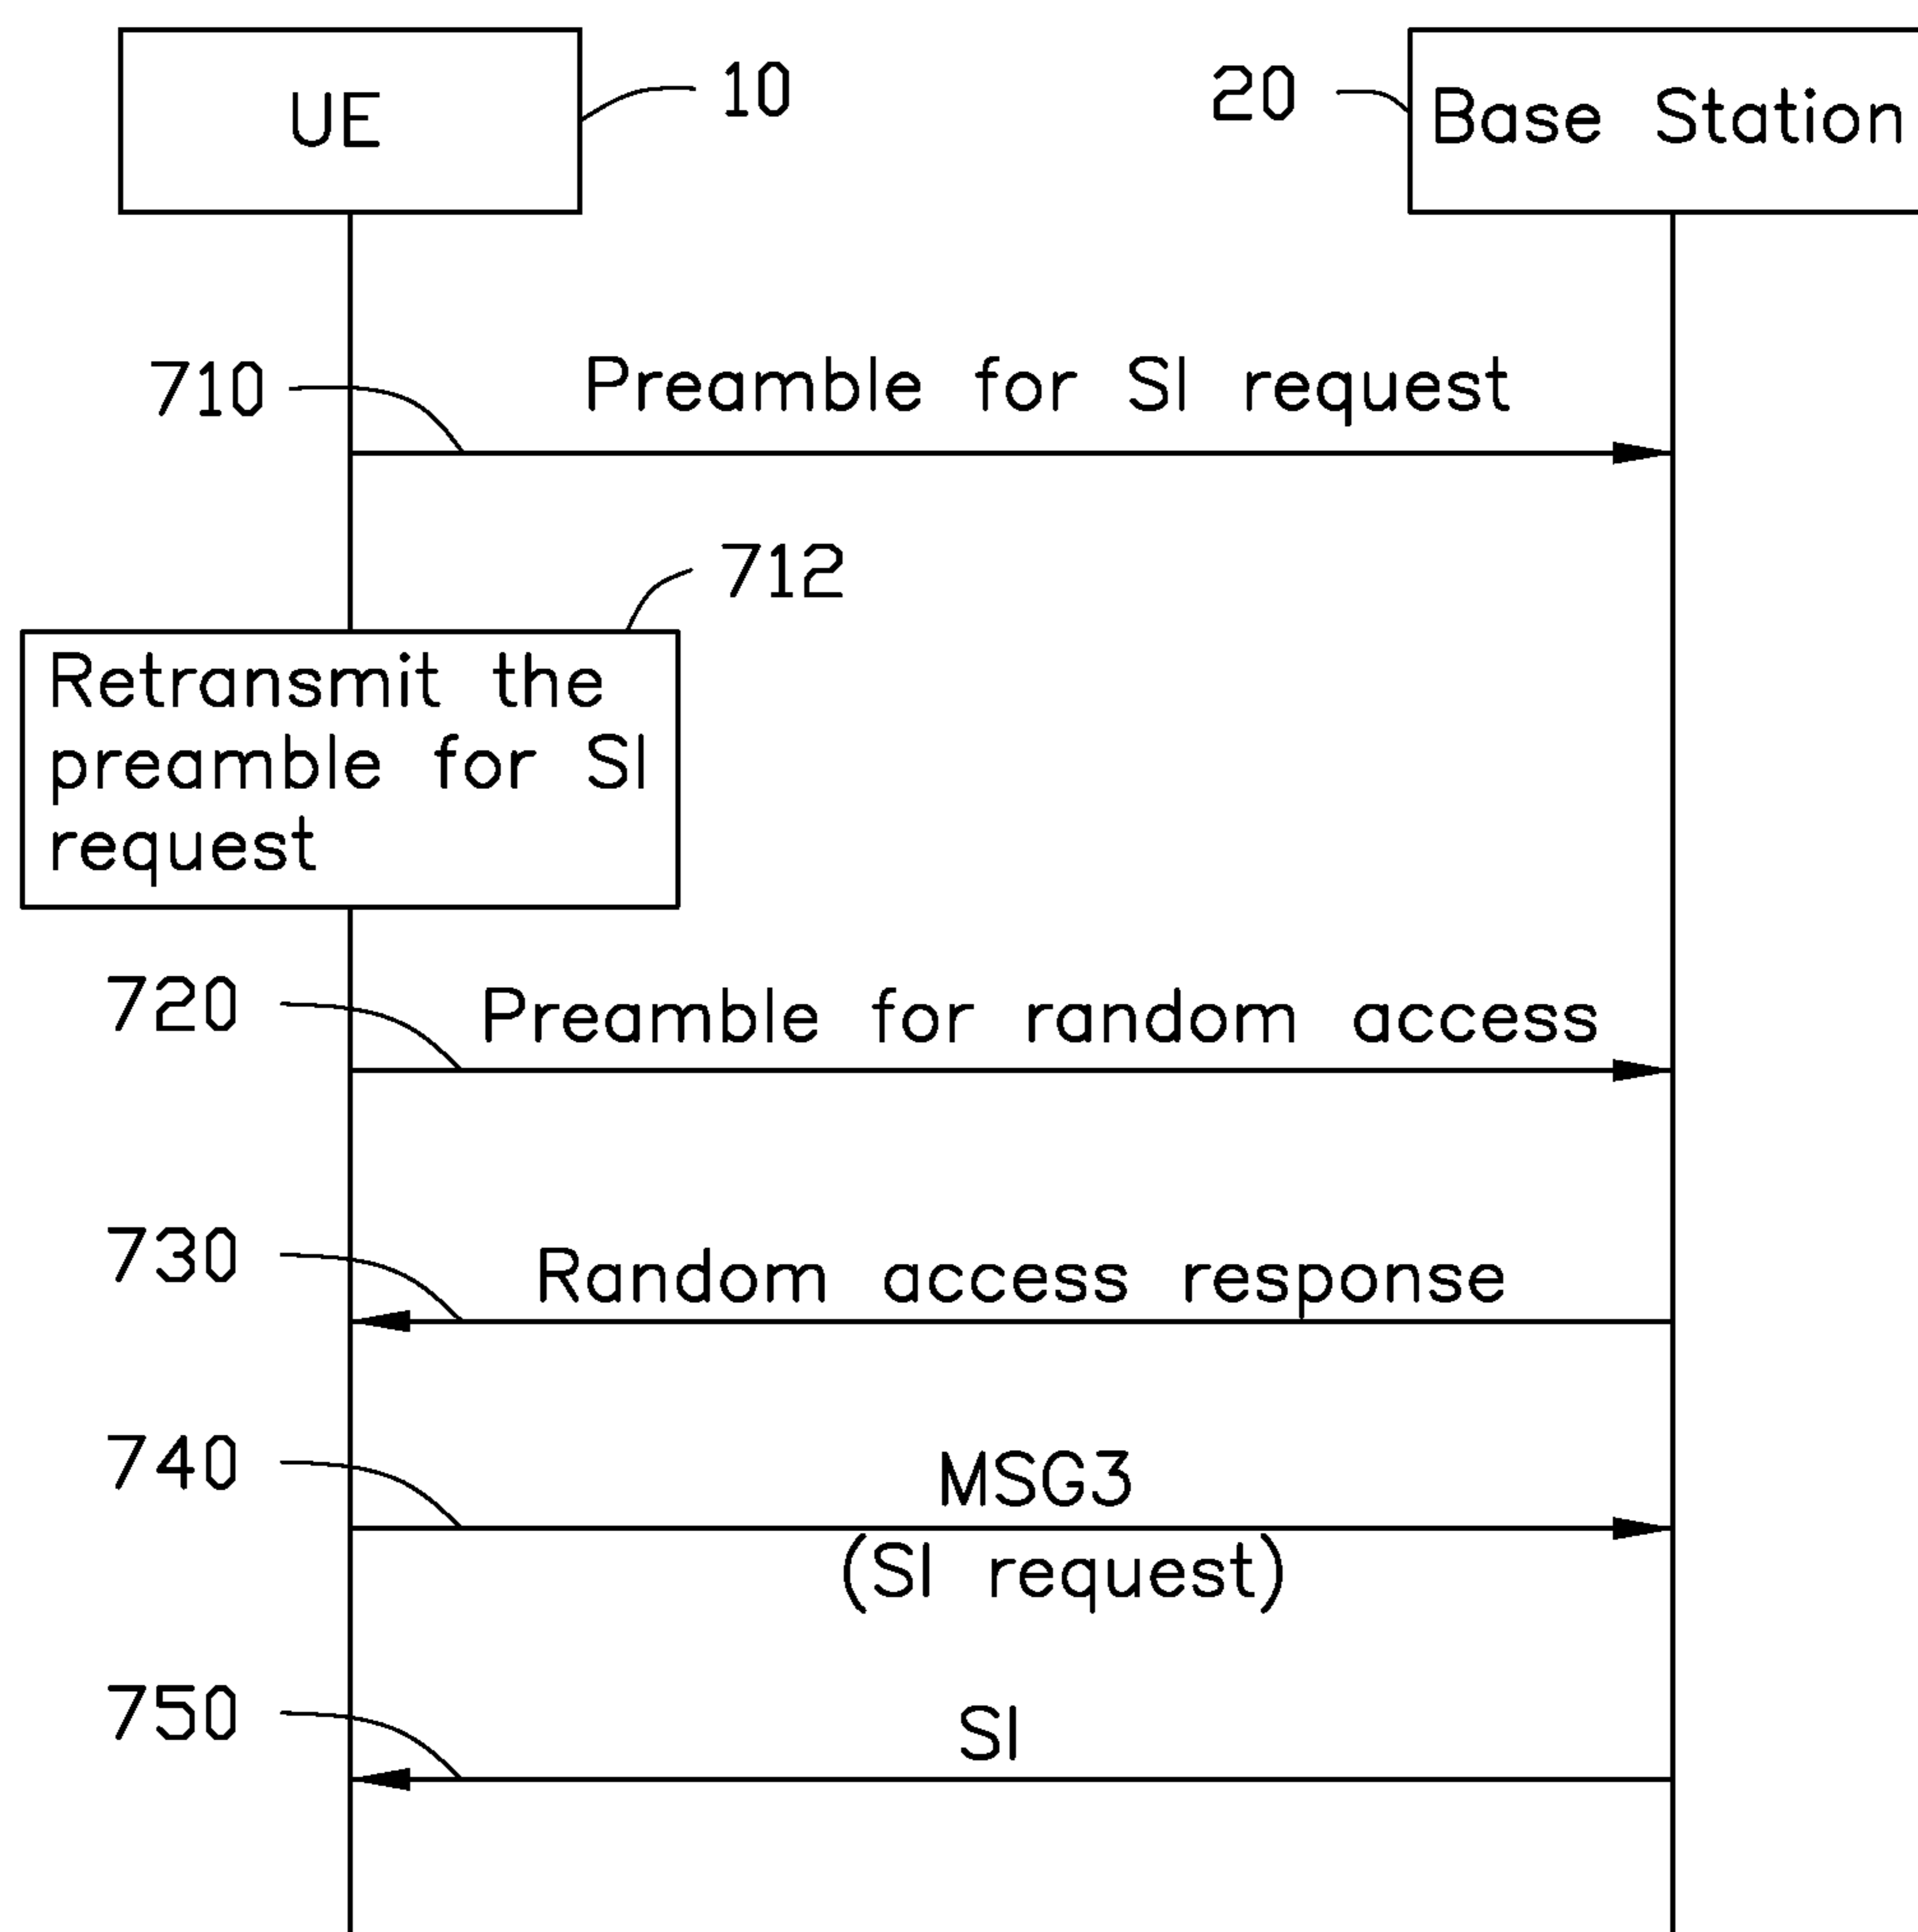 UE
10
20
Base Station
710
Preamble for SI request
712
Retransmit the
preamble for SI
request
720
Preamble for random access
730
Random access response
740
MSG3
(SI request)
750
SI